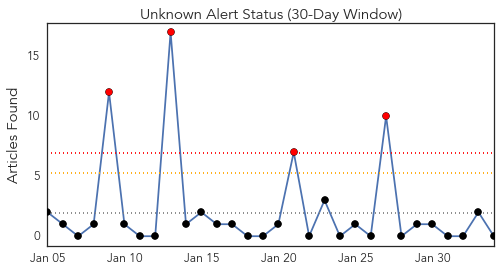 Unknown Alert Status (30-Day Window)
Articles Found
15
10
5
0
Jan 05
Jan 10
Jan 15
Jan 20
Jan 25
Jan 30